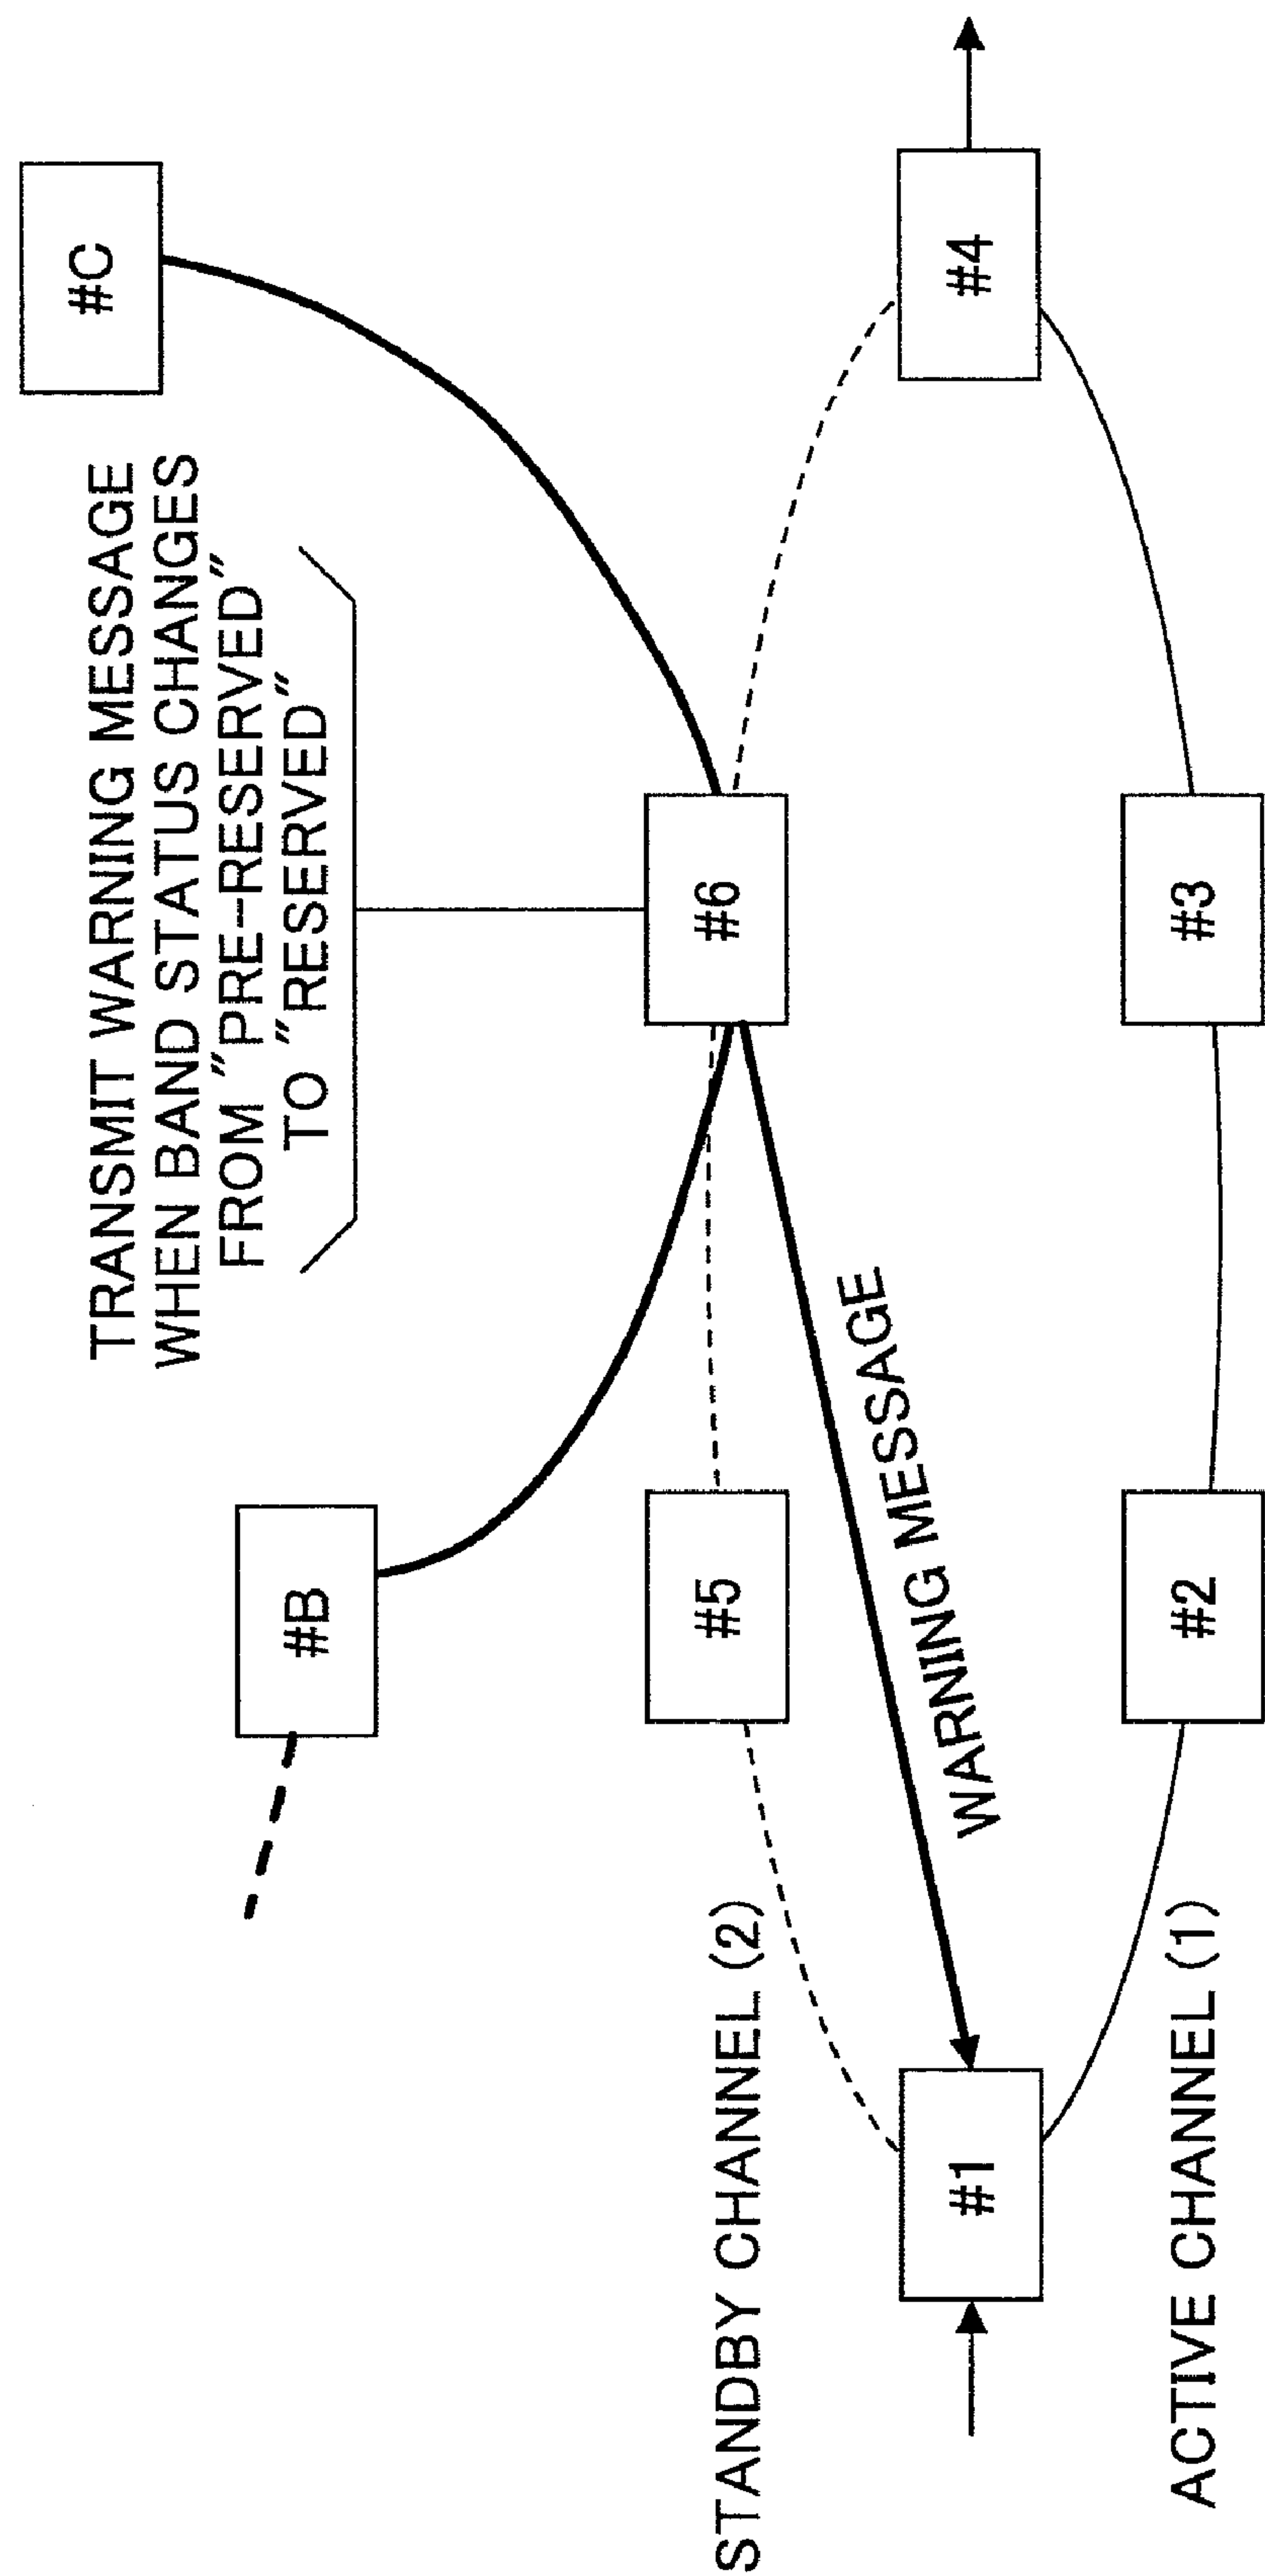 #C
TRANSMIT WARNING MESSAGE
WHEN BAND STATUS CHANGES
FROM "PRE-RESERVED"
TO "RESERVED"
#B
#5
#6
STANDBY CHANNEL (2)
WARNING MESSAGE
#1
#4
#2
#3
ACTIVE CHANNEL (1)